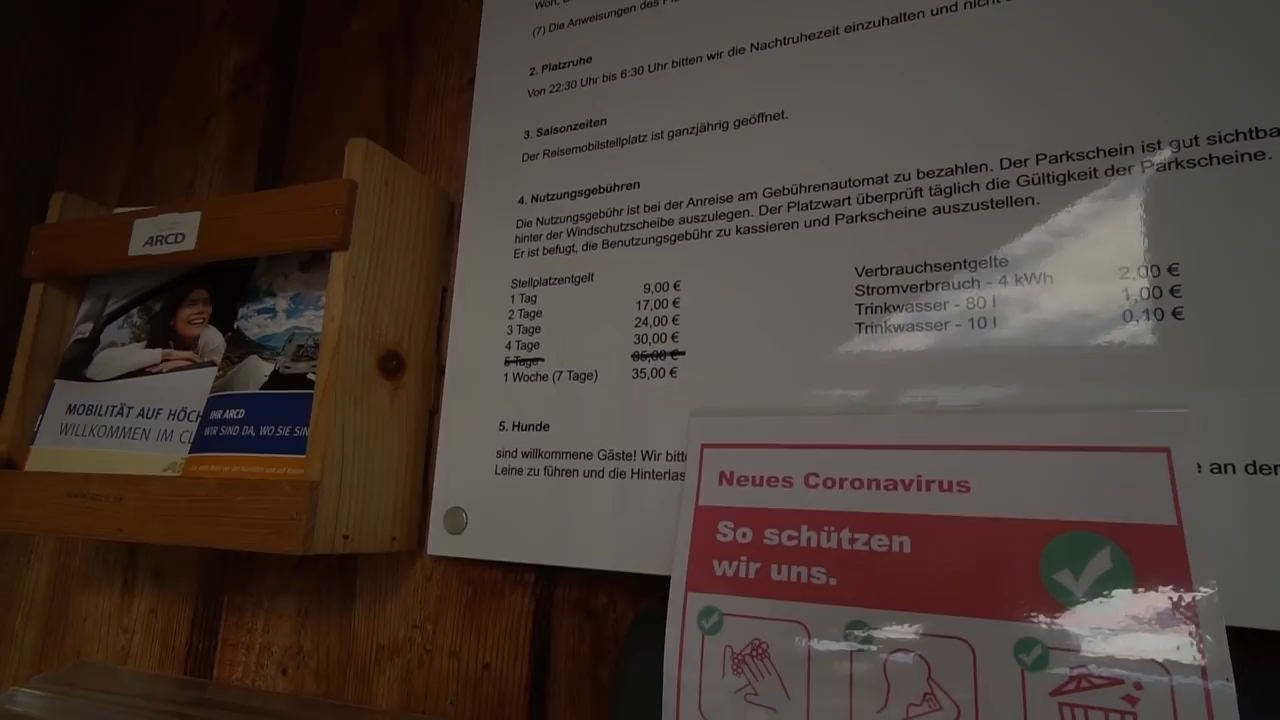 (7) Die Anweisungen des
2. Platzruhe
Von 22:30 Uhr bis 6:30 Uhr bitten wir die Nachtruhezeit einzuhalten und nicht
3. Saisonzeiten
Der Reisemobilstellplatz ist ganzjährig geöffnet.
4. Nutzungsgebühren
Die Nutzungsgebühr ist bei der Anreise am Gebührenautomat zu bezahlen. Der Parkschein ist gut sichtba
hinter der Windschutzscheibe auszulegen. Der Platzwart überprüft täglich die Gültigkeit der Parkscheine.
Er ist befugt, die Benutzungsgebühr zu kassieren und Parkscheine auszustellen.
Stellplatzentgelt
1 Tag 9,00 €
2 Tage 17,00 €
3 Tage 24,00 €
4 Tage 30,00 €
5 Tage 35,00 €
1 Woche (7 Tage) 35,00 €
Verbrauchsentgelte
Stromverbrauch - 4 kWh 2,00 €
Trinkwasser - 80 l 1,00 €
Trinkwasser - 10 l 0,10 €
5. Hunde
sind willkommene Gäste! Wir bitte
Leine zu führen und die Hinterlas
an der
ARCD
MOBILITÄT AUF HÖCH
WILLKOMMEN IM CL
IHR ARCD
WIR SIND DA, WO SIE SIN
Neues Coronavirus
So schützen
wir uns.